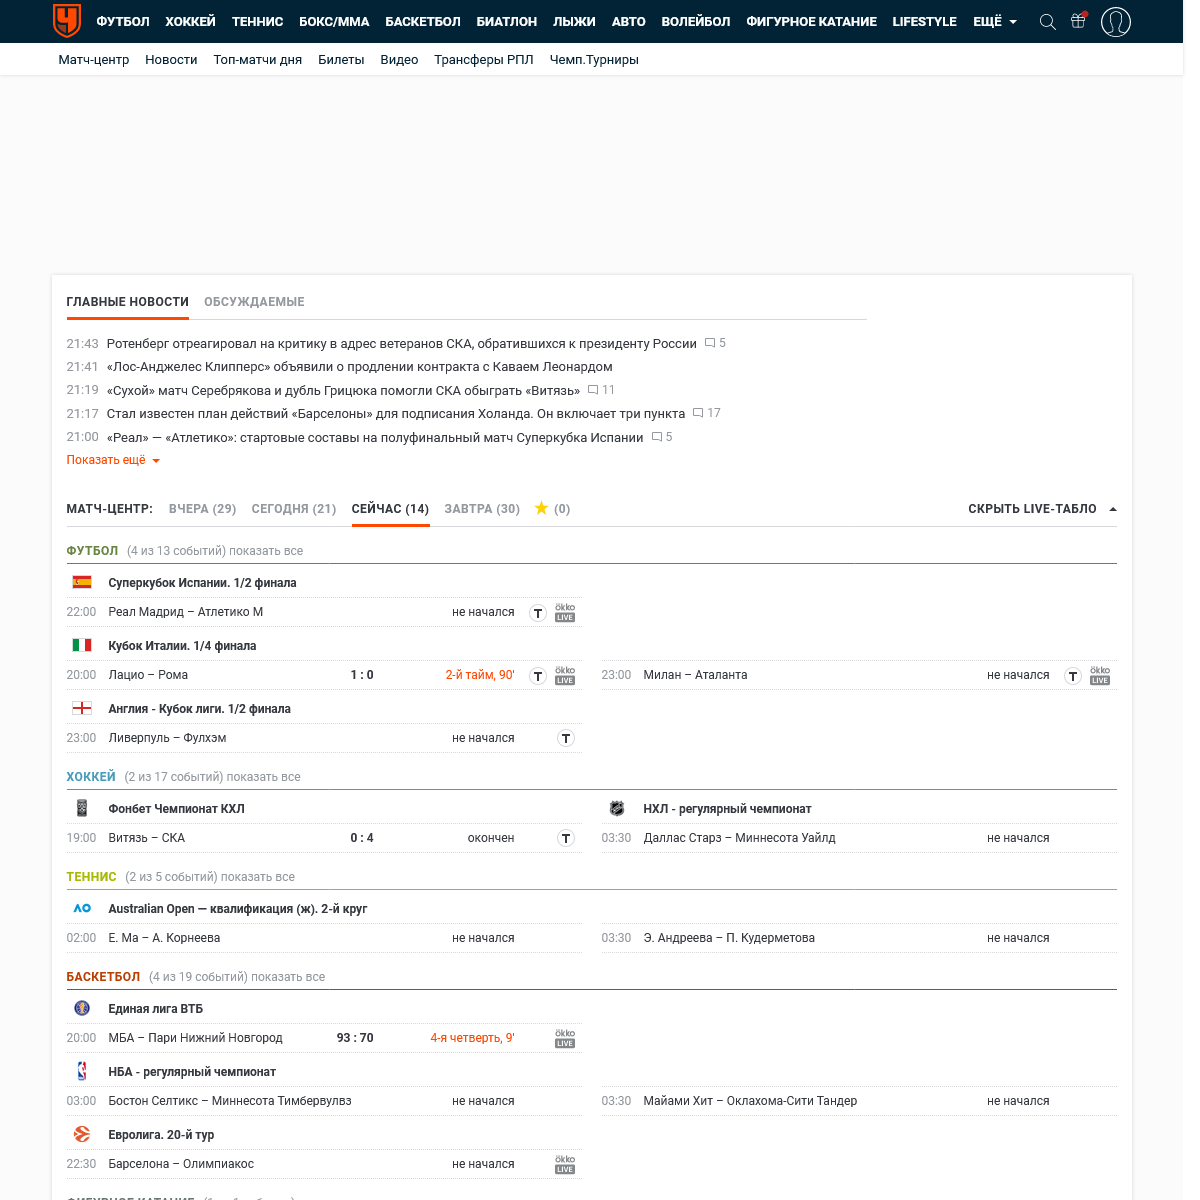 Ч ФУТБОЛ ХОККЕЙ ТЕННИС БОКС/ММА БАСКЕТБОЛ БИАТЛОН ЛЫЖИ АВТО ВОЛЕЙБОЛ ФИГУРНОЕ КАТАНИЕ LIFESTYLE ЕЩЁ
Матч-центр Новости Топ-матчи дня Билеты Видео Трансферы РПЛ Чемп.Турниры
ГЛАВНЫЕ НОВОСТИ ОБСУЖДАЕМЫЕ
21:43 Ротенберг отреагировал на критику в адрес ветеранов СКА, обратившихся к президенту России 5
21:41 «Лос-Анджелес Клипперс» объявили о продлении контракта с Каваем Леонардом
21:19 «Сухой» матч Серебрякова и дубль Грицюка помогли СКА обыграть «Витязь» 11
21:17 Стал известен план действий «Барселоны» для подписания Холанда. Он включает три пункта 17
21:00 «Реал» — «Атлетико»: стартовые составы на полуфинальный матч Суперкубка Испании 5
Показать ещё
МАТЧ-ЦЕНТР: ВЧЕРА (29) СЕГОДНЯ (21) СЕЙЧАС (14) ЗАВТРА (30) (0) СКРЫТЬ LIVE-ТАБЛО
ФУТБОЛ (4 из 13 событий) показать все
Суперкубок Испании. 1/2 финала
22:00 Реал Мадрид – Атлетико М не начался T ökko LIVE
Кубок Италии. 1/4 финала
20:00 Лацио – Рома 1 : 0 2-й тайм, 90' T ökko LIVE 23:00 Милан – Аталанта не начался T ökko LIVE
Англия - Кубок лиги. 1/2 финала
23:00 Ливерпуль – Фулхэм не начался T
ХОККЕЙ (2 из 17 событий) показать все
Фонбет Чемпионат КХЛ НХЛ - регулярный чемпионат
19:00 Витязь – СКА 0 : 4 окончен T 03:30 Даллас Старз – Миннесота Уайлд не начался
ТЕННИС (2 из 5 событий) показать все
AO Australian Open — квалификация (ж). 2-й круг
02:00 Е. Ма – А. Корнеева не начался 03:30 Э. Андреева – П. Кудерметова не начался
БАСКЕТБОЛ (4 из 19 событий) показать все
Единая лига ВТБ
20:00 МБА – Пари Нижний Новгород 93 : 70 4-я четверть, 9' ökko LIVE
НБА - регулярный чемпионат
03:00 Бостон Селтикс – Миннесота Тимбервулвз не начался 03:30 Майами Хит – Оклахома-Сити Тандер не начался
Евролига. 20-й тур
22:30 Барселона – Олимпиакос не начался ökko LIVE